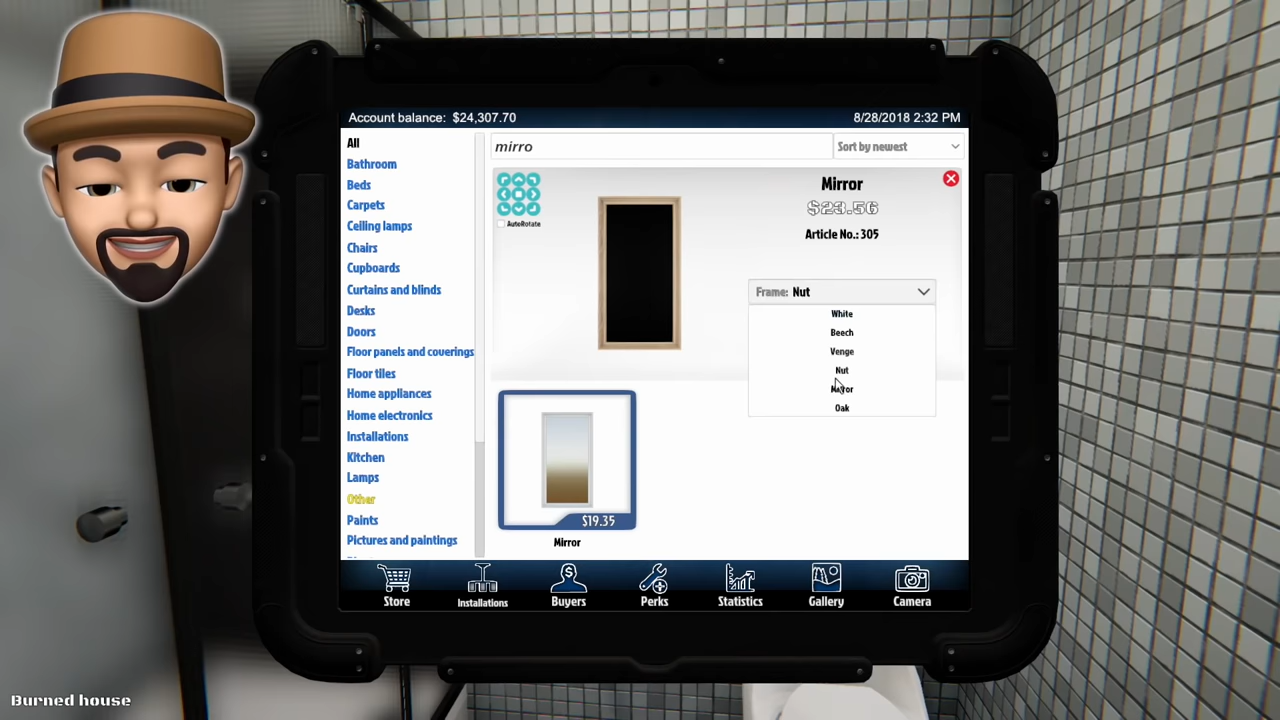 Account balance: $24,307.70
8/28/2018 2:32 PM
All
Bathroom
Beds
Carpets
Ceiling lamps
Chairs
Cupboards
Curtains and blinds
Desks
Doors
Floor panels and coverings
Floor tiles
Home appliances
Home electronics
Installations
Kitchen
Lamps
Other
Paints
Pictures and paintings
mirro
Sort by newest
AutoRotate
Mirror
$23.56
Article No.: 305
Frame: Nut
White
Beech
Venge
Nut
Mirror
Oak
$19.35
Mirror
Store
Installations
Buyers
Perks
Statistics
Gallery
Camera
Burned house